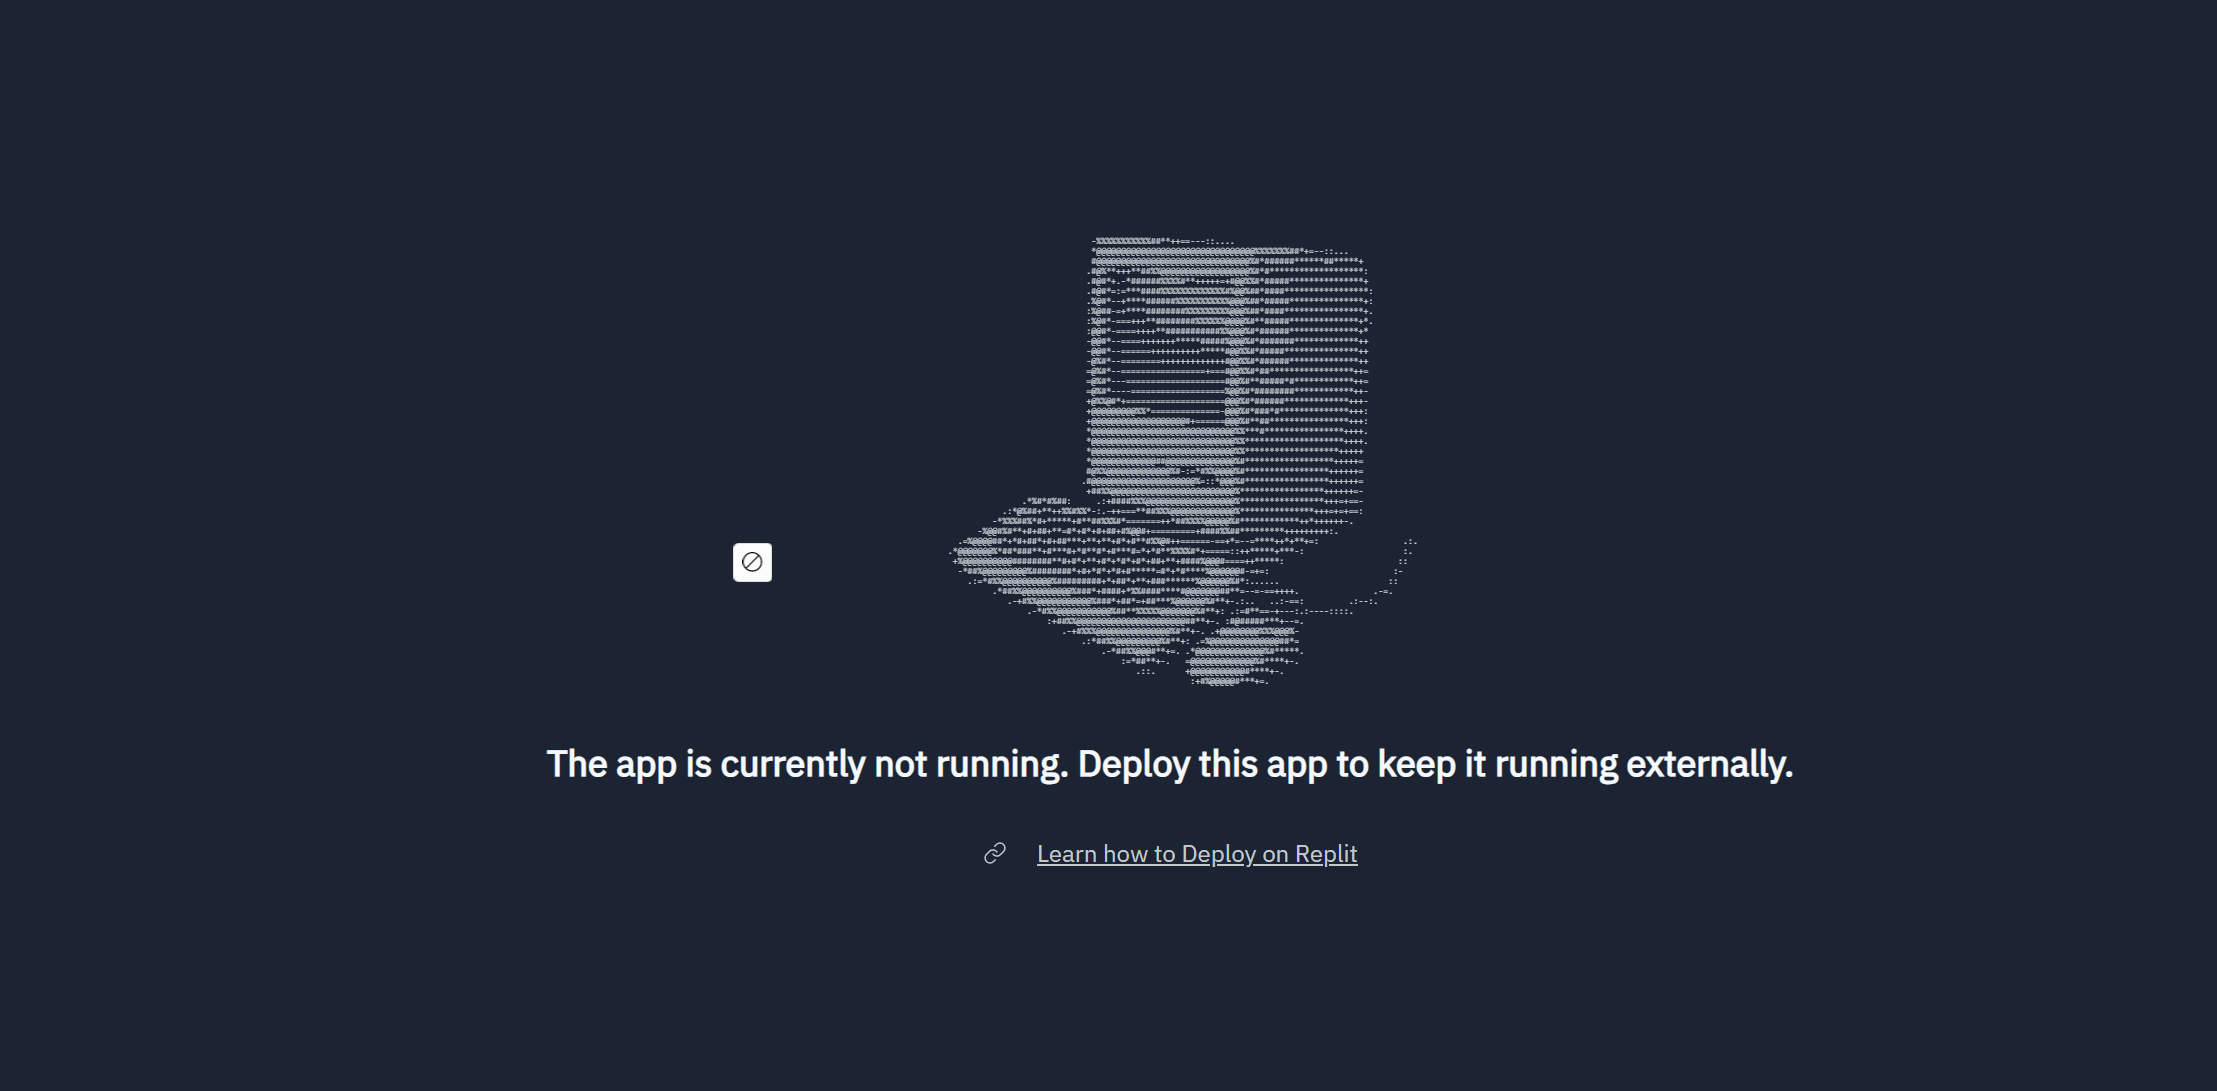 The app is currently not running. Deploy this app to keep it running externally.
Learn how to Deploy on Replit